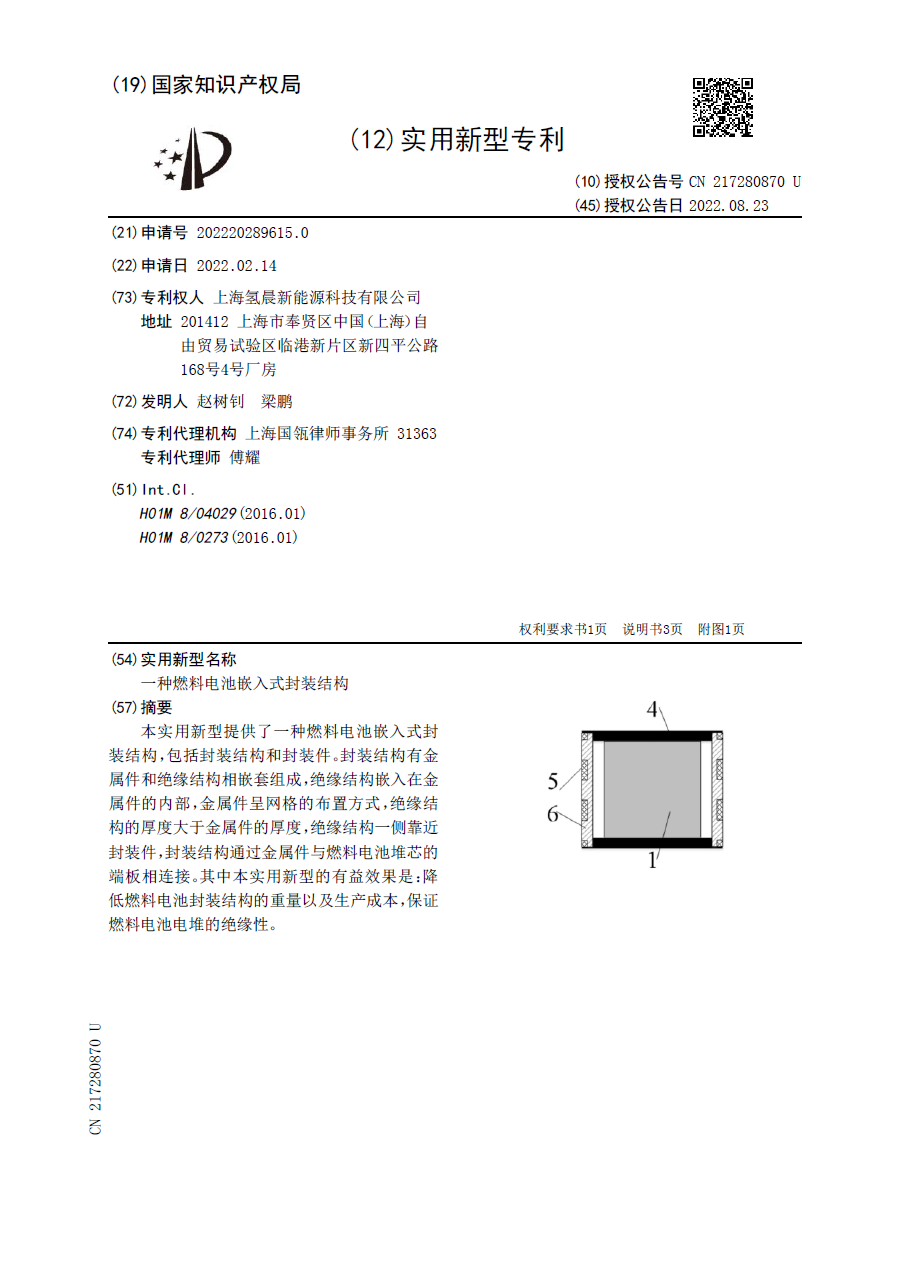 (19)国家知识产权局
(12)实用新型专利
(10)授权公告号 CN 217280870 U
(45)授权公告日 2022.08.23
(21)申请号 202220289615.0
(22)申请日 2022.02.14
(73)专利权人 上海氢晨新能源科技有限公司
地址 201412 上海市奉贤区中国(上海)自
由贸易试验区临港新片区新四平公路
168号4号厂房
(72)发明人 赵树钊 梁鹏
(74)专利代理机构 上海国瓴律师事务所 31363
专利代理师 傅耀
(51)Int.Cl.
H01M 8/04029(2016.01)
H01M 8/0273(2016.01)
权利要求书1页 说明书3页 附图1页
(54)实用新型名称
一种燃料电池嵌入式封装结构
(57)摘要
本实用新型提供了一种燃料电池嵌入式封
装结构,包括封装结构和封装件。封装结构有金
属件和绝缘结构相嵌套组成,绝缘结构嵌入在金
属件的内部,金属件呈网格的布置方式,绝缘结
构的厚度大于金属件的厚度,绝缘结构一侧靠近
封装件,封装结构通过金属件与燃料电池堆芯的
端板相连接。其中本实用新型的有益效果是:降
低燃料电池封装结构的重量以及生产成本,保证
燃料电池电堆的绝缘性。
4
5
6
1
CN 217280870 U